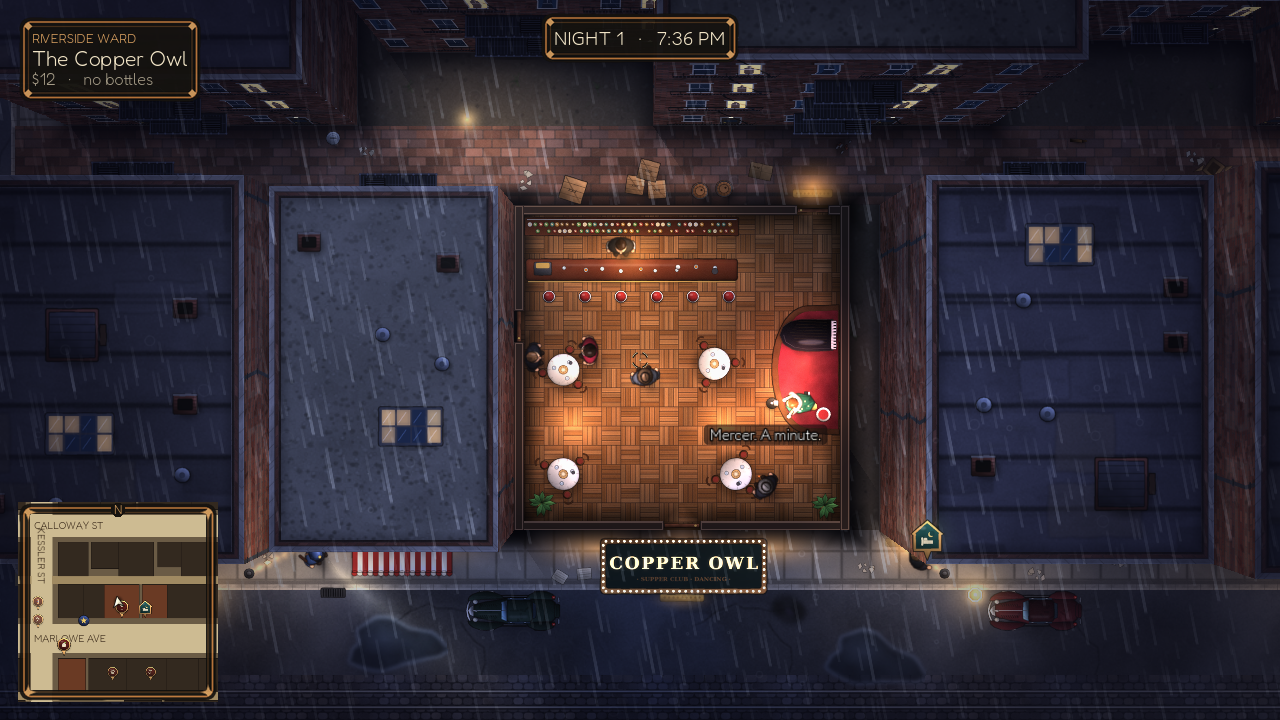 RIVERSIDE WARD
The Copper Owl
$12 · no bottles
NIGHT 1 · 7:36 PM
Mercer. A minute.
COPPER OWL
· SUPPER CLUB · DANCING ·
N
CALLOWAY ST
KESSLER ST
MARLOWE AVE